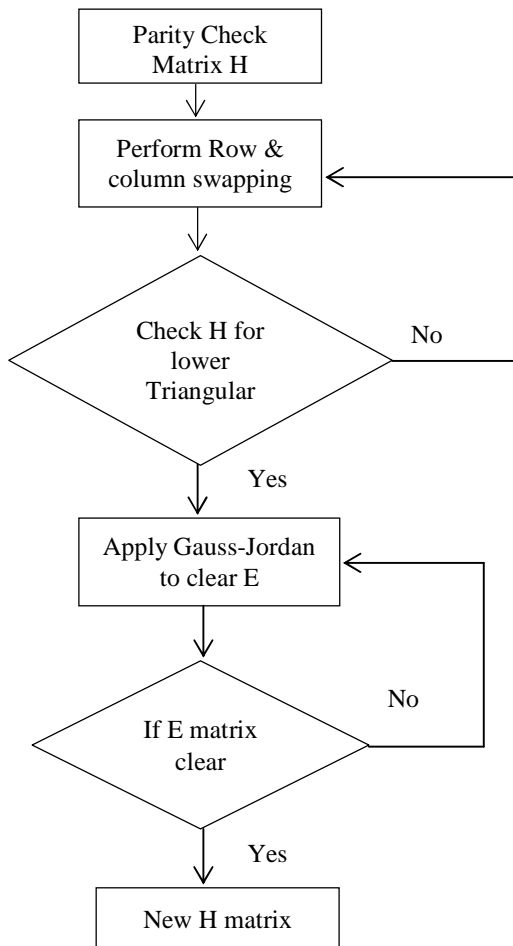 Parity Check
Matrix H
Perform Row &
column swapping
Check H for
lower
Triangular
No
Yes
Apply Gauss-Jordan
to clear E
If E matrix
clear
No
Yes
New H matrix